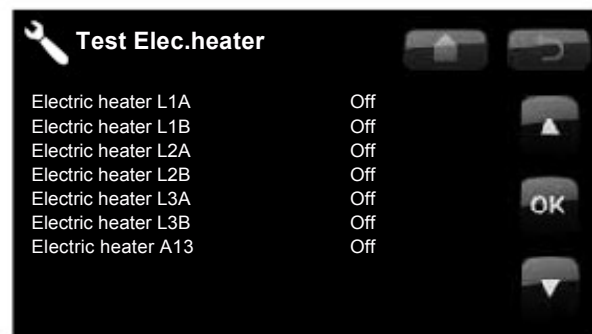 Test Elec.heater
Electric heater L1A Off
Electric heater L1B Off
Electric heater L2A Off
Electric heater L2B Off
Electric heater L3A Off
Electric heater L3B Off
Electric heater A13 Off
OK